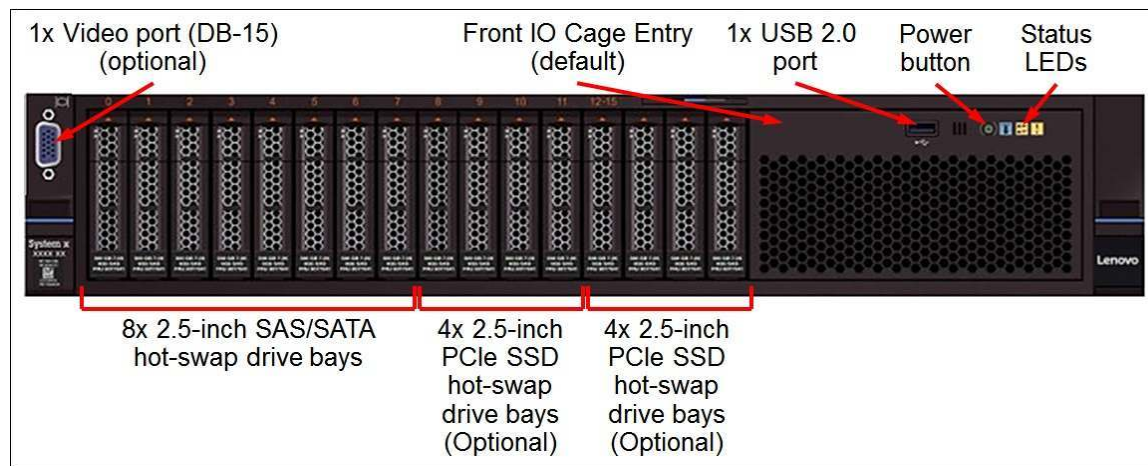 1x Video port (DB-15)
(optional)
Front IO Cage Entry
(default)
1x USB 2.0
port
Power
button
Status
LEDs
0 1 2 3 4 5 6 7 8 9 10 11 12-15
System x
XXXX XX
Lenovo
8x 2.5-inch SAS/SATA
hot-swap drive bays
4x 2.5-inch
PCIe SSD
hot-swap
drive bays
(Optional)
4x 2.5-inch
PCIe SSD
hot-swap
drive bays
(Optional)